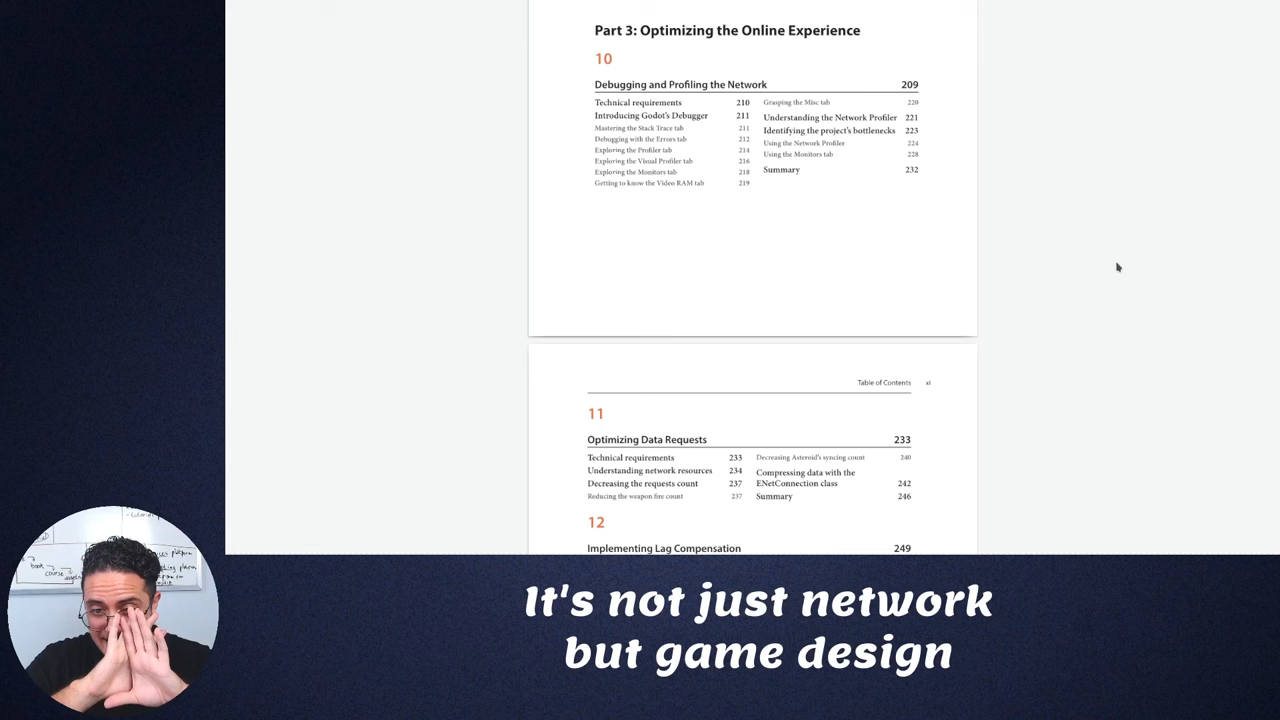 Part 3: Optimizing the Online Experience
10
Debugging and Profiling the Network 209
Technical requirements 210
Introducing Godot's Debugger 211
Mastering the Stack Trace tab 211
Debugging with the Errors tab 212
Exploring the Profiler tab 214
Exploring the Visual Profiler tab 216
Exploring the Monitors tab 218
Getting to know the Video RAM tab 219
Grasping the Misc tab 220
Understanding the Network Profiler 221
Identifying the project's bottlenecks 223
Using the Network Profiler 224
Using the Monitors tab 228
Summary 232
Table of Contents xi
11
Optimizing Data Requests 233
Technical requirements 233
Understanding network resources 234
Decreasing the requests count 237
Reducing the weapon fire count 237
Decreasing Asteroid's syncing count 240
Compressing data with the
ENetConnection class 242
Summary 246
12
Implementing Lag Compensation 249
book
course
It's not just network
but game design